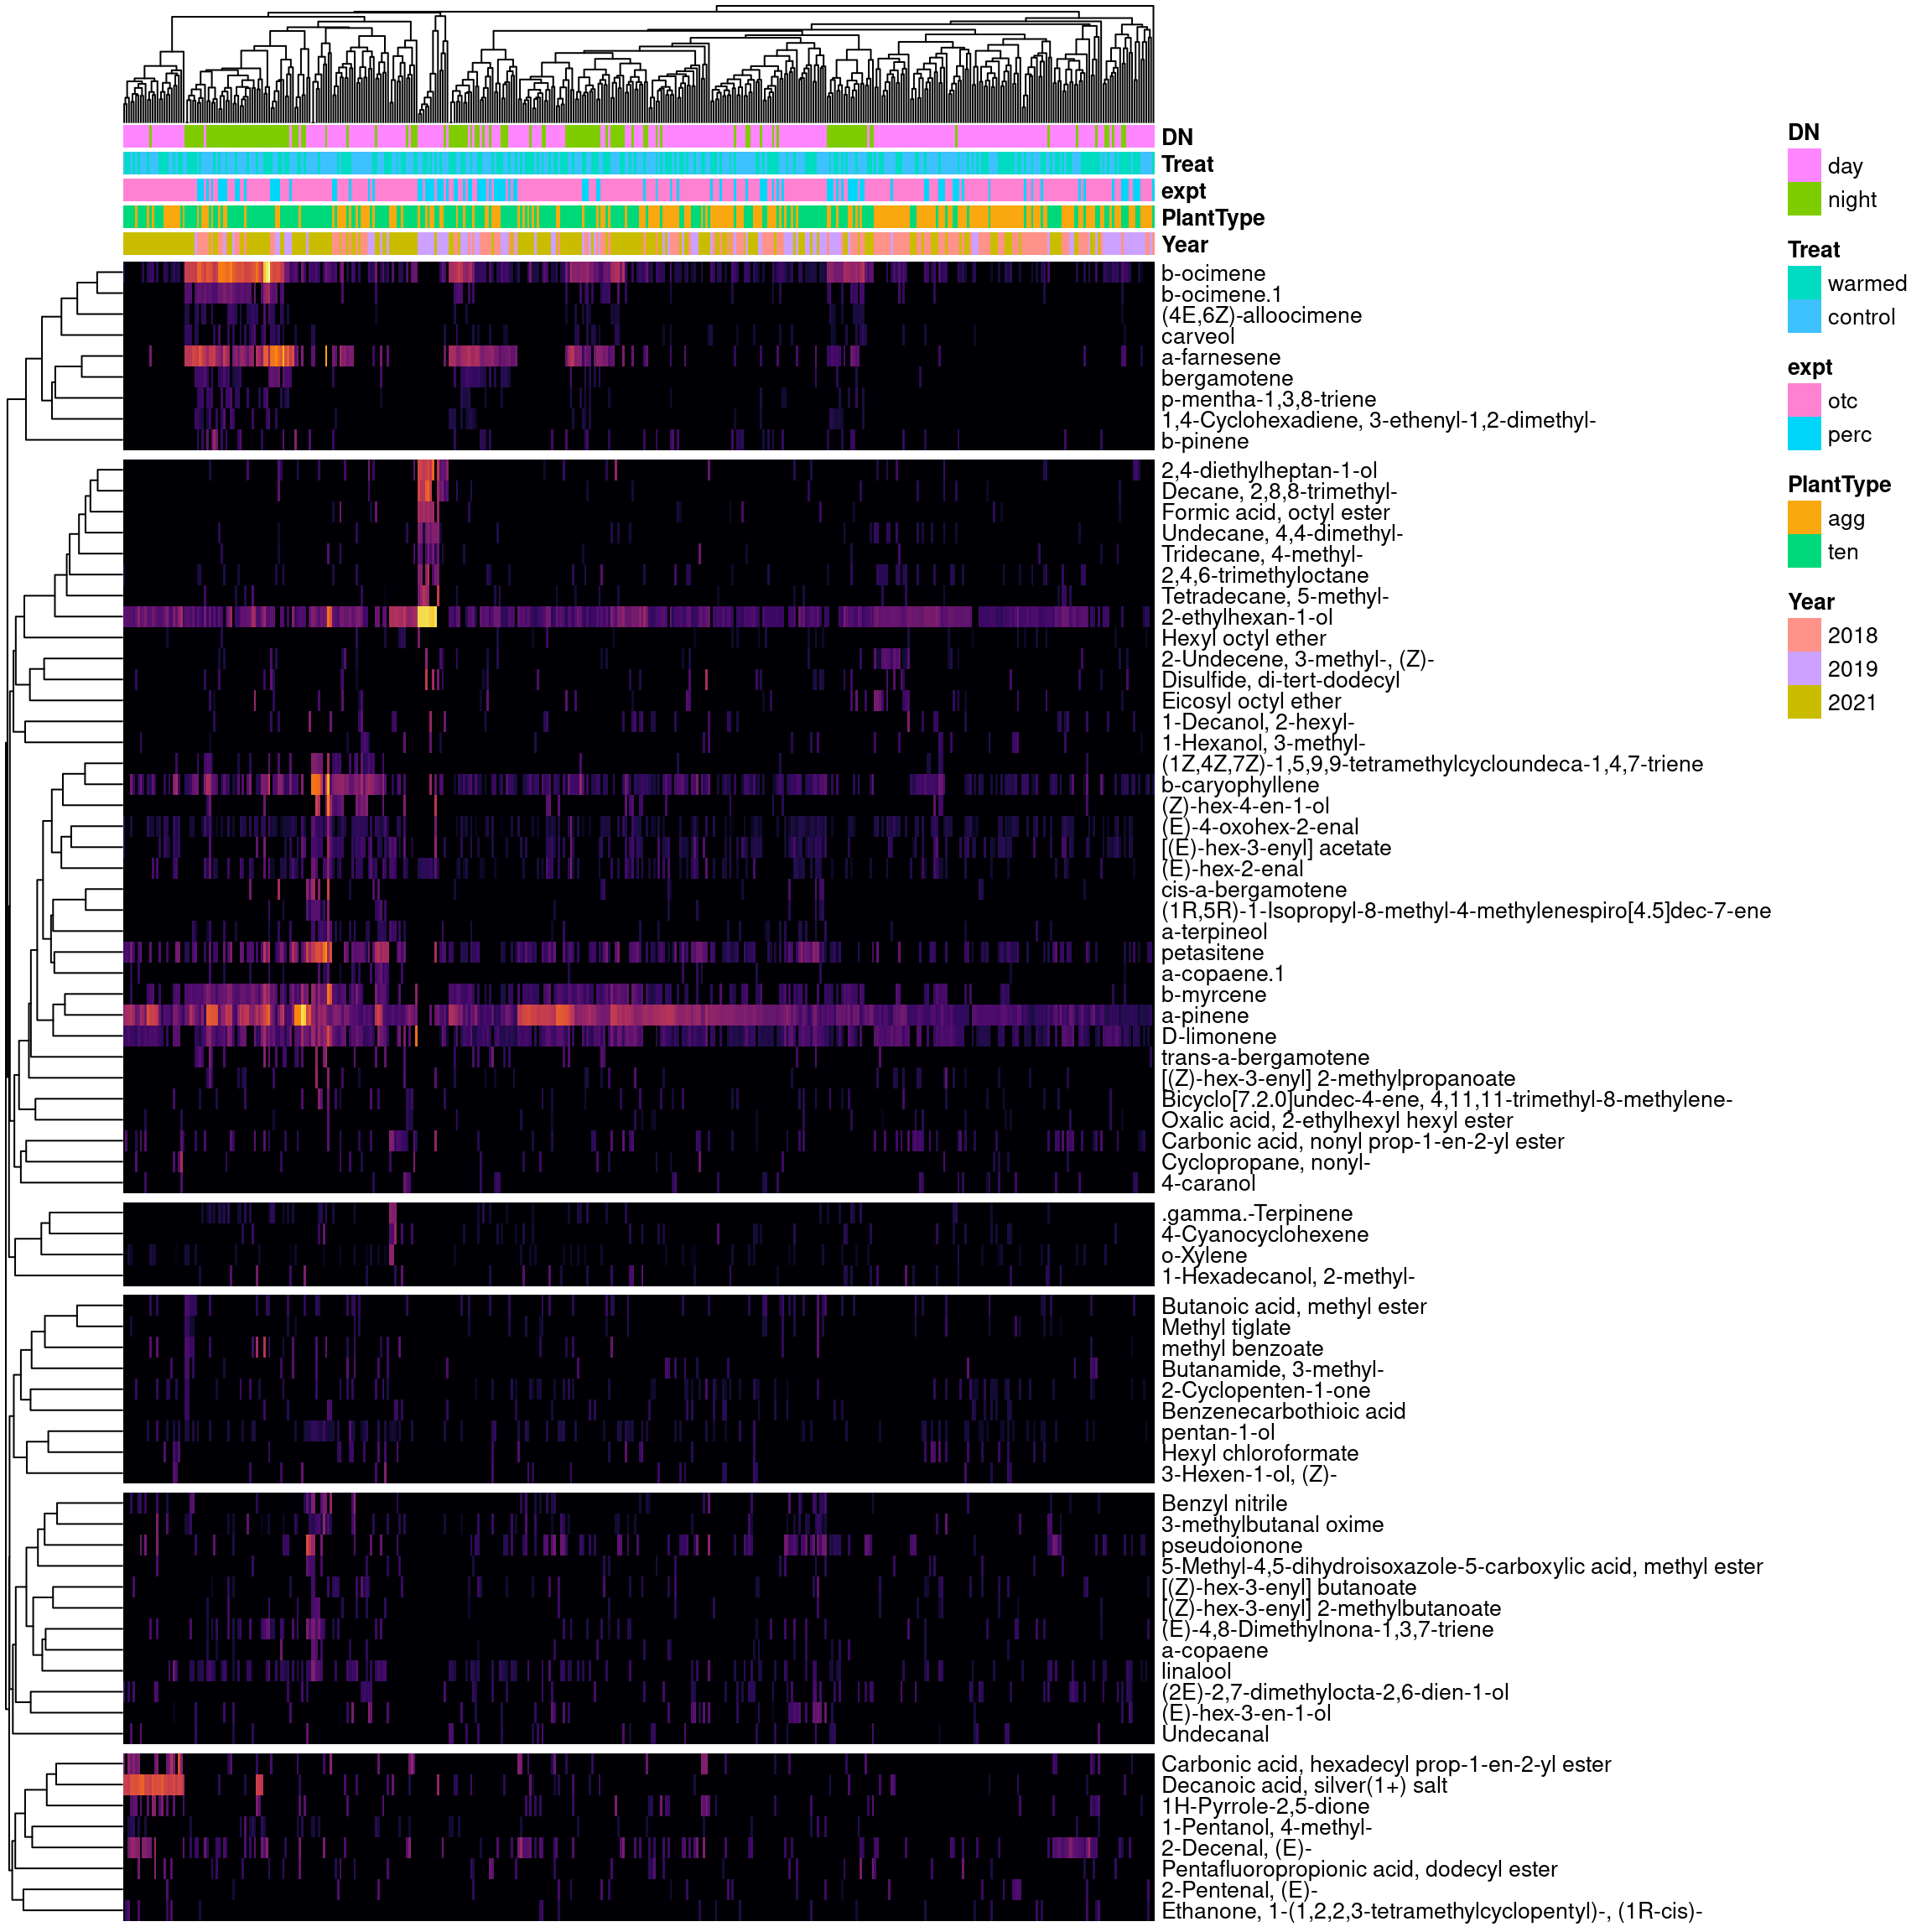 DN
Treat
expt
PlantType
Year
b-ocimene
b-ocimene.1
(4E,6Z)-alloocimene
carveol
a-farnesene
bergamotene
p-mentha-1,3,8-triene
1,4-Cyclohexadiene, 3-ethenyl-1,2-dimethyl-
b-pinene
2,4-diethylheptan-1-ol
Decane, 2,8,8-trimethyl-
Formic acid, octyl ester
Undecane, 4,4-dimethyl-
Tridecane, 4-methyl-
2,4,6-trimethyloctane
Tetradecane, 5-methyl-
2-ethylhexan-1-ol
Hexyl octyl ether
2-Undecene, 3-methyl-, (Z)-
Disulfide, di-tert-dodecyl
Eicosyl octyl ether
1-Decanol, 2-hexyl-
1-Hexanol, 3-methyl-
(1Z,4Z,7Z)-1,5,9,9-tetramethylcycloundeca-1,4,7-triene
b-caryophyllene
(Z)-hex-4-en-1-ol
(E)-4-oxohex-2-enal
[(E)-hex-3-enyl] acetate
(E)-hex-2-enal
cis-a-bergamotene
(1R,5R)-1-Isopropyl-8-methyl-4-methylenespiro[4.5]dec-7-ene
a-terpineol
petasitene
a-copaene.1
b-myrcene
a-pinene
D-limonene
trans-a-bergamotene
[(Z)-hex-3-enyl] 2-methylpropanoate
Bicyclo[7.2.0]undec-4-ene, 4,11,11-trimethyl-8-methylene-
Oxalic acid, 2-ethylhexyl hexyl ester
Carbonic acid, nonyl prop-1-en-2-yl ester
Cyclopropane, nonyl-
4-caranol
.gamma.-Terpinene
4-Cyanocyclohexene
o-Xylene
1-Hexadecanol, 2-methyl-
Butanoic acid, methyl ester
Methyl tiglate
methyl benzoate
Butanamide, 3-methyl-
2-Cyclopenten-1-one
Benzenecarbothioic acid
pentan-1-ol
Hexyl chloroformate
3-Hexen-1-ol, (Z)-
Benzyl nitrile
3-methylbutanal oxime
pseudoionone
5-Methyl-4,5-dihydroisoxazole-5-carboxylic acid, methyl ester
[(Z)-hex-3-enyl] butanoate
[(Z)-hex-3-enyl] 2-methylbutanoate
(E)-4,8-Dimethylnona-1,3,7-triene
a-copaene
linalool
(2E)-2,7-dimethylocta-2,6-dien-1-ol
(E)-hex-3-en-1-ol
Undecanal
Carbonic acid, hexadecyl prop-1-en-2-yl ester
Decanoic acid, silver(1+) salt
1H-Pyrrole-2,5-dione
1-Pentanol, 4-methyl-
2-Decenal, (E)-
Pentafluoropropionic acid, dodecyl ester
2-Pentenal, (E)-
Ethanone, 1-(1,2,2,3-tetramethylcyclopentyl)-, (1R-cis)-
DN
day
night
Treat
warmed
control
expt
otc
perc
PlantType
agg
ten
Year
2018
2019
2021